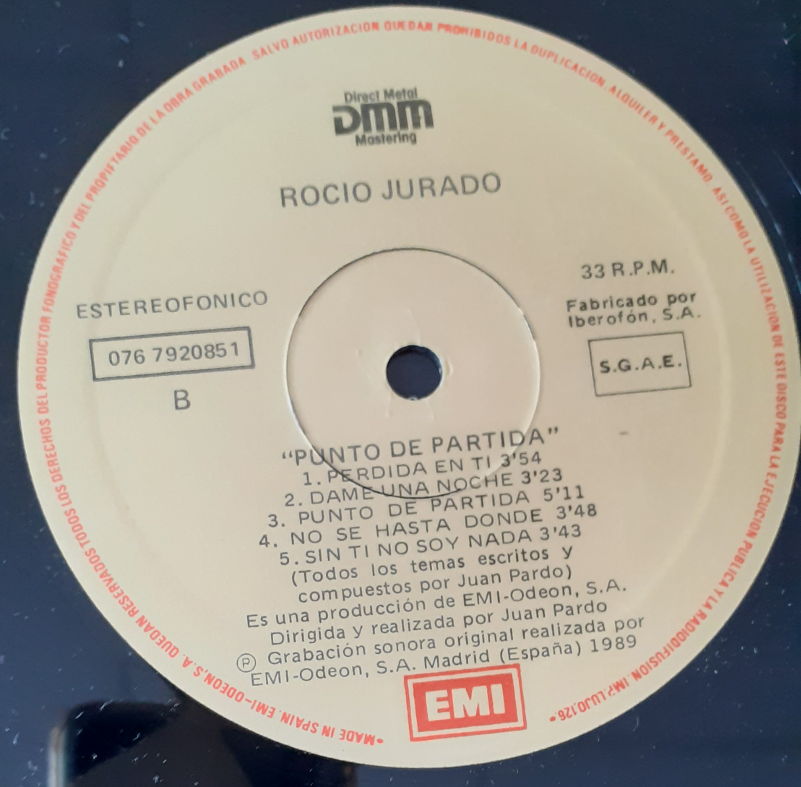 Direct Metal
DMM
Mastering
ROCIO JURADO
ESTEREOFONICO
076 7920851
B
33 R.P.M.
Fabricado por
Iberofón, S.A.
S.G.A.E.
"PUNTO DE PARTIDA"
1. PERDIDA EN TI 3'54
2. DAME UNA NOCHE 3'23
3. PUNTO DE PARTIDA 5'11
4. NO SE HASTA DONDE 3'48
5. SIN TI NO SOY NADA 3'43
(Todos los temas escritos y
compuestos por Juan Pardo)
Es una producción de EMI-Odeon, S.A.
Dirigida y realizada por Juan Pardo
Ⓟ Grabación sonora original realizada por
EMI-Odeon, S.A. Madrid (España) 1989
EMI
•MADE IN SPAIN. EMI-ODEON, S.A. QUEDAN RESERVADOS TODOS LOS DERECHOS DEL PRODUCTOR FONOGRAFICO Y DEL PROPIETARIO DE LA OBRA GRABADA. SALVO AUTORIZACION QUEDAN PROHIBIDOS LA DUPLICACION, ALQUILER Y PRESTAMO, ASI COMO LA UTILIZACION DE ESTE DISCO PARA LA EJECUCION PUBLICA Y LA RADIODIFUSION. IMP. LUJO, 126•